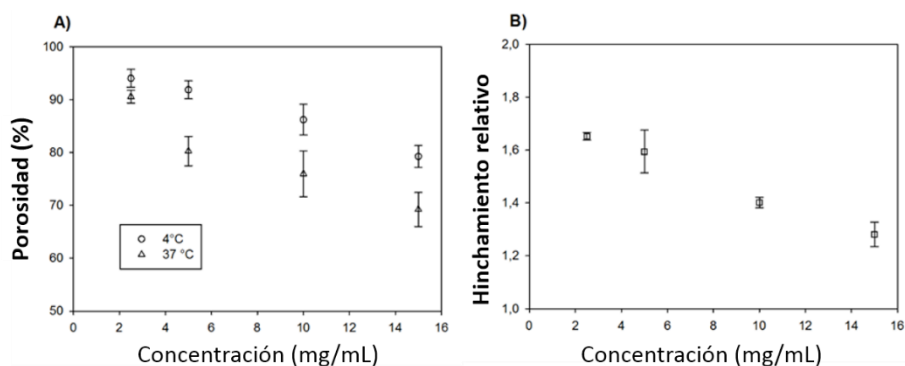 A)
Porosidad (%)
100
90
80
70
60
50
4°C
37 °C
0 2 4 6 8 10 12 14 16
Concentración (mg/mL)
B)
Hinchamiento relativo
2,0
1,8
1,6
1,4
1,2
1,0
0 2 4 6 8 10 12 14 16
Concentración (mg/mL)